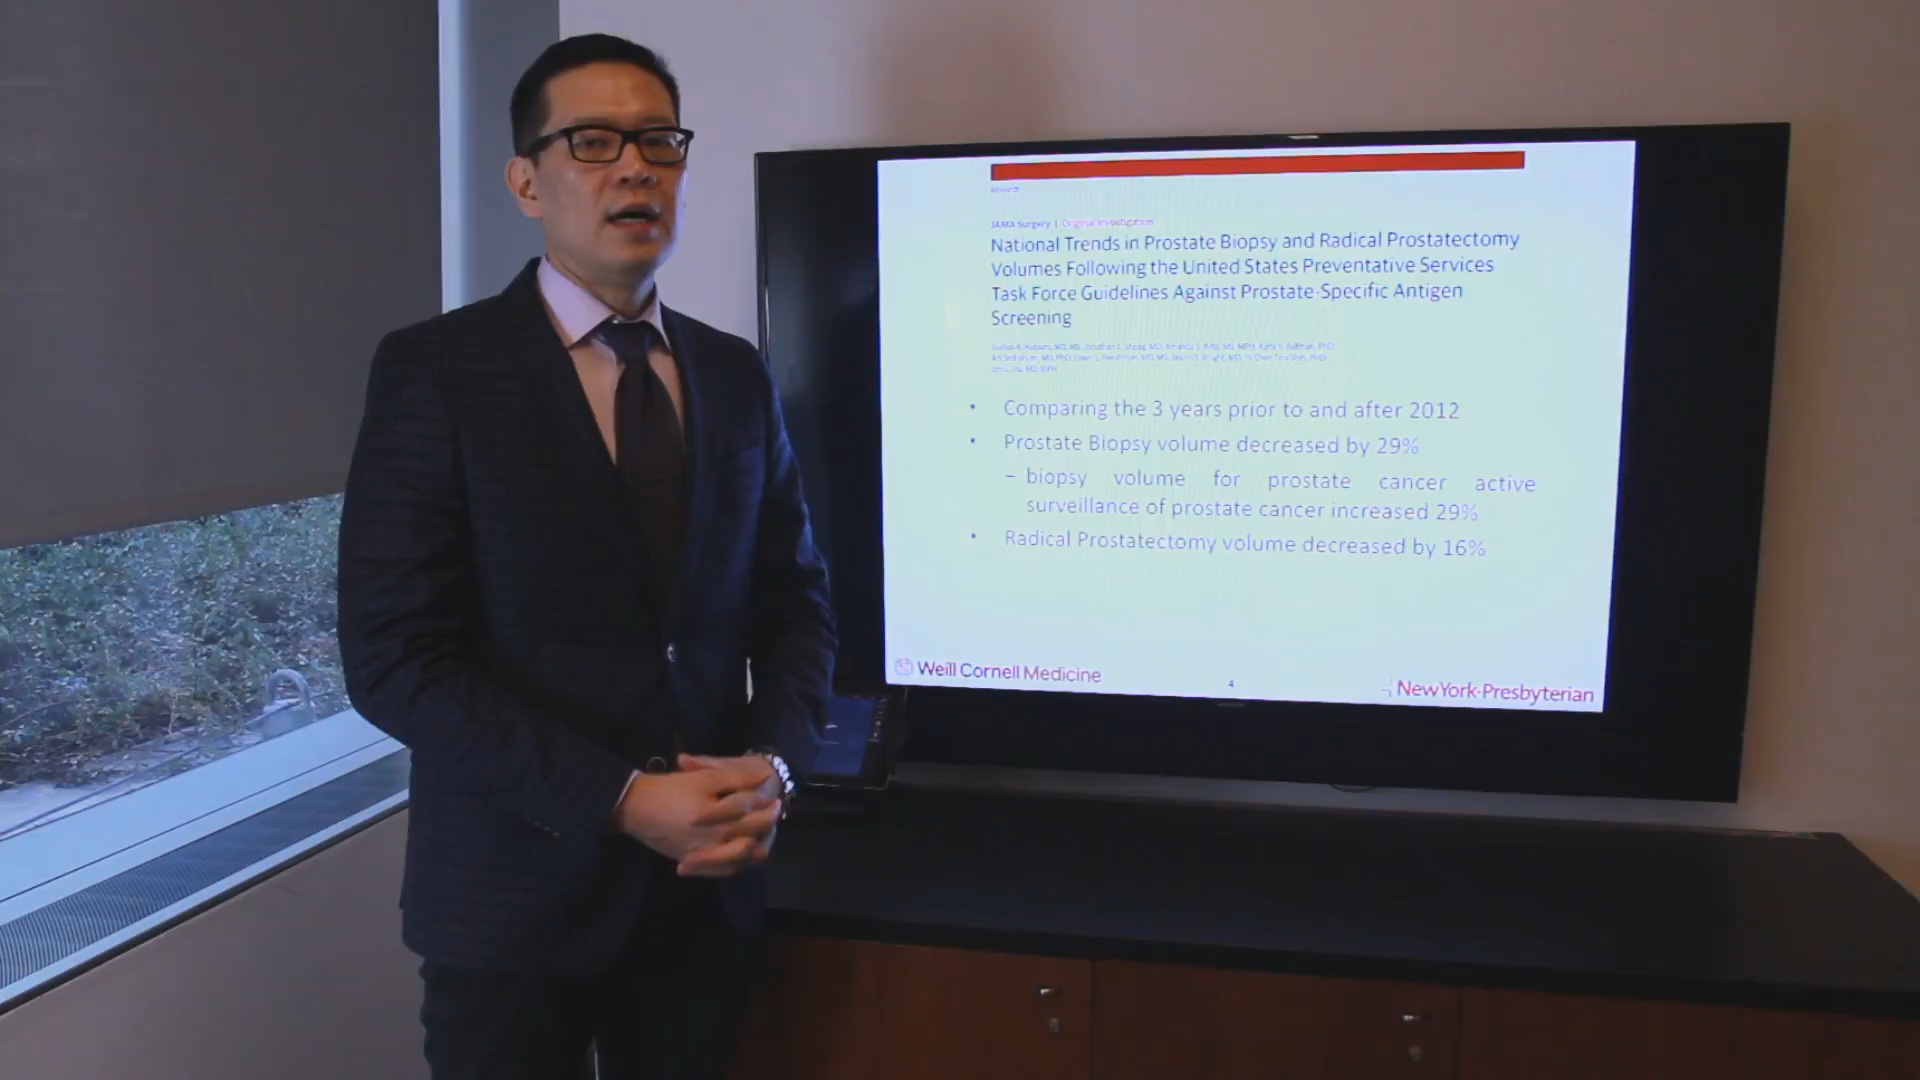 Research
JAMA Surgery | Original Investigation
National Trends in Prostate Biopsy and Radical Prostatectomy
Volumes Following the United States Preventative Services
Task Force Guidelines Against Prostate-Specific Antigen
Screening
• Comparing the 3 years prior to and after 2012
• Prostate Biopsy volume decreased by 29%
– biopsy volume for prostate cancer active
surveillance of prostate cancer increased 29%
• Radical Prostatectomy volume decreased by 16%
Weill Cornell Medicine
4
NewYork-Presbyterian